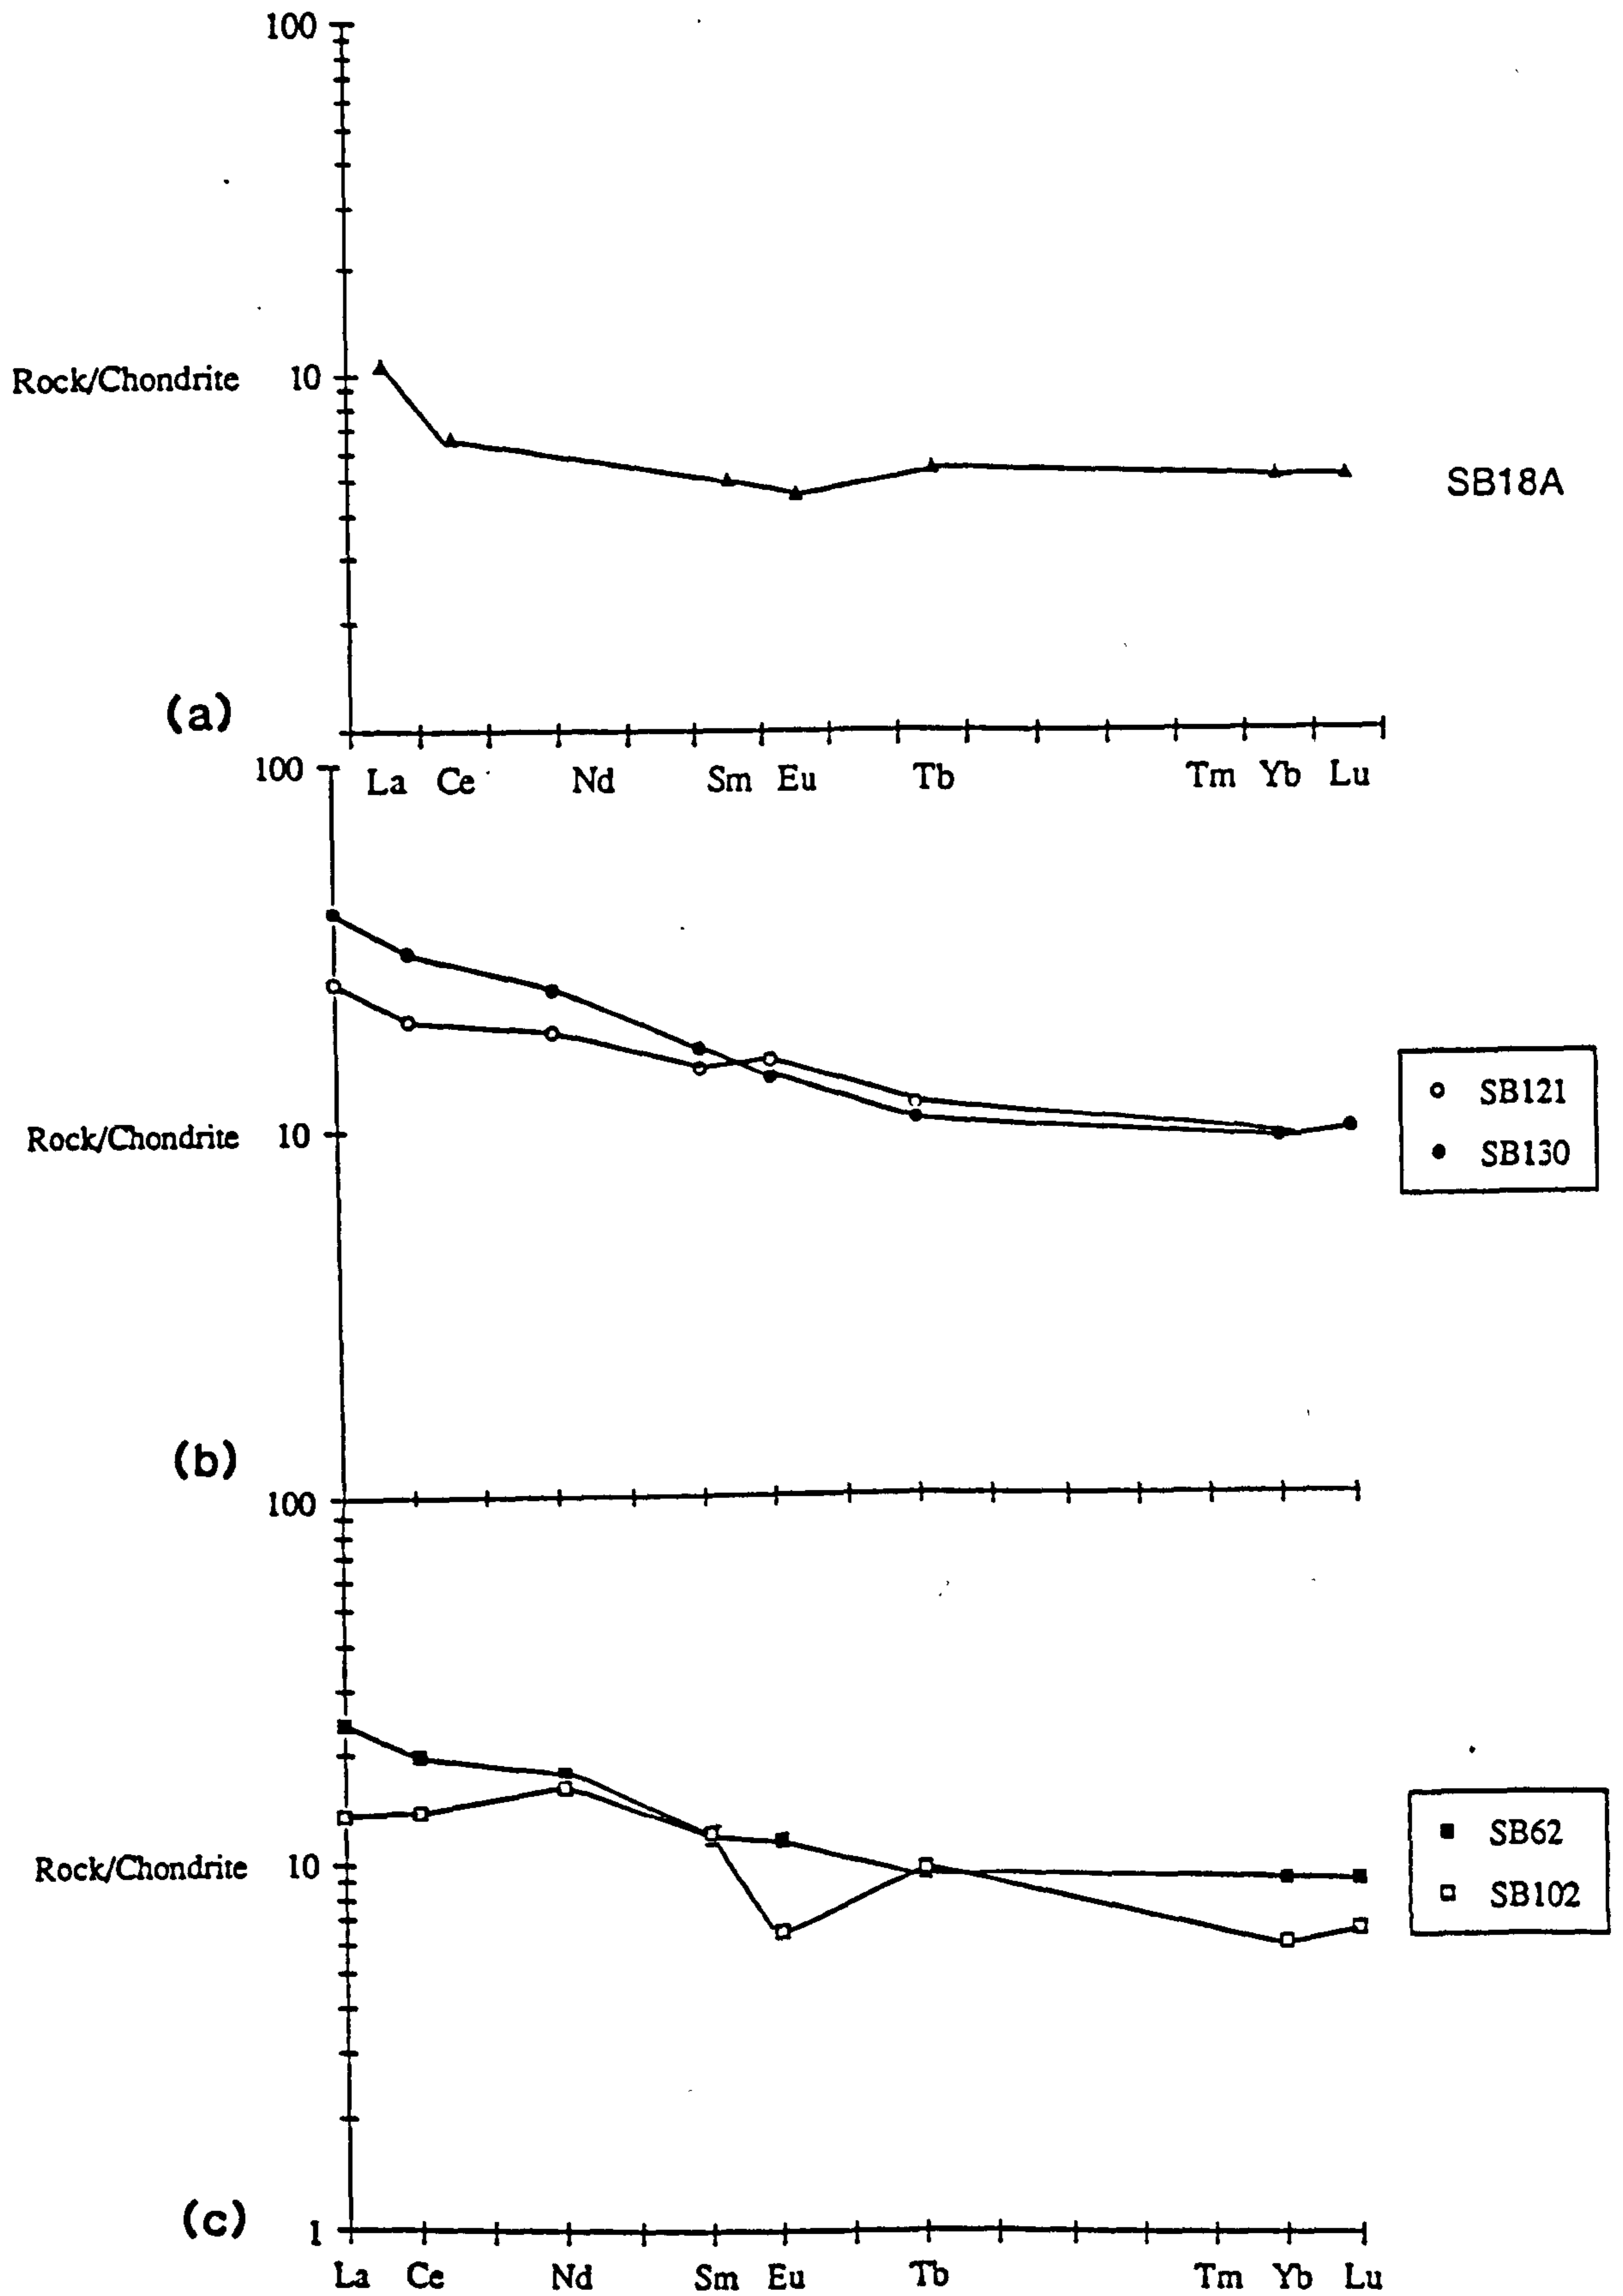 100
Rock/Chondrite 10
SB18A
(a)
La Ce Nd Sm Eu Tb Tm Yb Lu
100
SB121
Rock/Chondrite 10
SB130
(b)
100
SB62
Rock/Chondrite 10
SB102
(c)
1
La Ce Nd Sm Eu Tb Tm Yb Lu